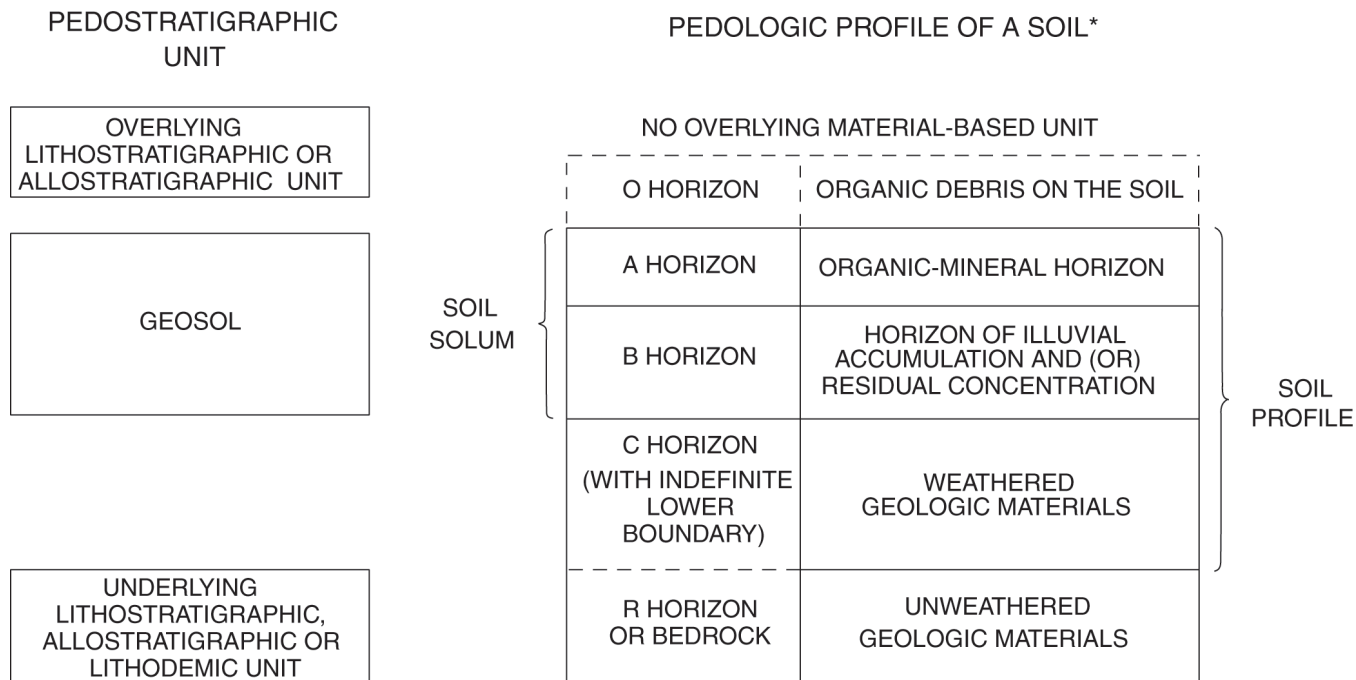 PEDOSTRATIGRAPHIC
UNIT
PEDOLOGIC PROFILE OF A SOIL*
OVERLYING
LITHOSTRATIGRAPHIC OR
ALLOSTRATIGRAPHIC UNIT
NO OVERLYING MATERIAL-BASED UNIT
O HORIZON
ORGANIC DEBRIS ON THE SOIL
GEOSOL
SOIL
SOLUM
A HORIZON
ORGANIC-MINERAL HORIZON
B HORIZON
HORIZON OF ILLUVIAL
ACCUMULATION AND (OR)
RESIDUAL CONCENTRATION
SOIL
PROFILE
C HORIZON
(WITH INDEFINITE
LOWER
BOUNDARY)
WEATHERED
GEOLOGIC MATERIALS
UNDERLYING
LITHOSTRATIGRAPHIC,
ALLOSTRATIGRAPHIC OR
LITHODEMIC UNIT
R HORIZON
OR BEDROCK
UNWEATHERED
GEOLOGIC MATERIALS